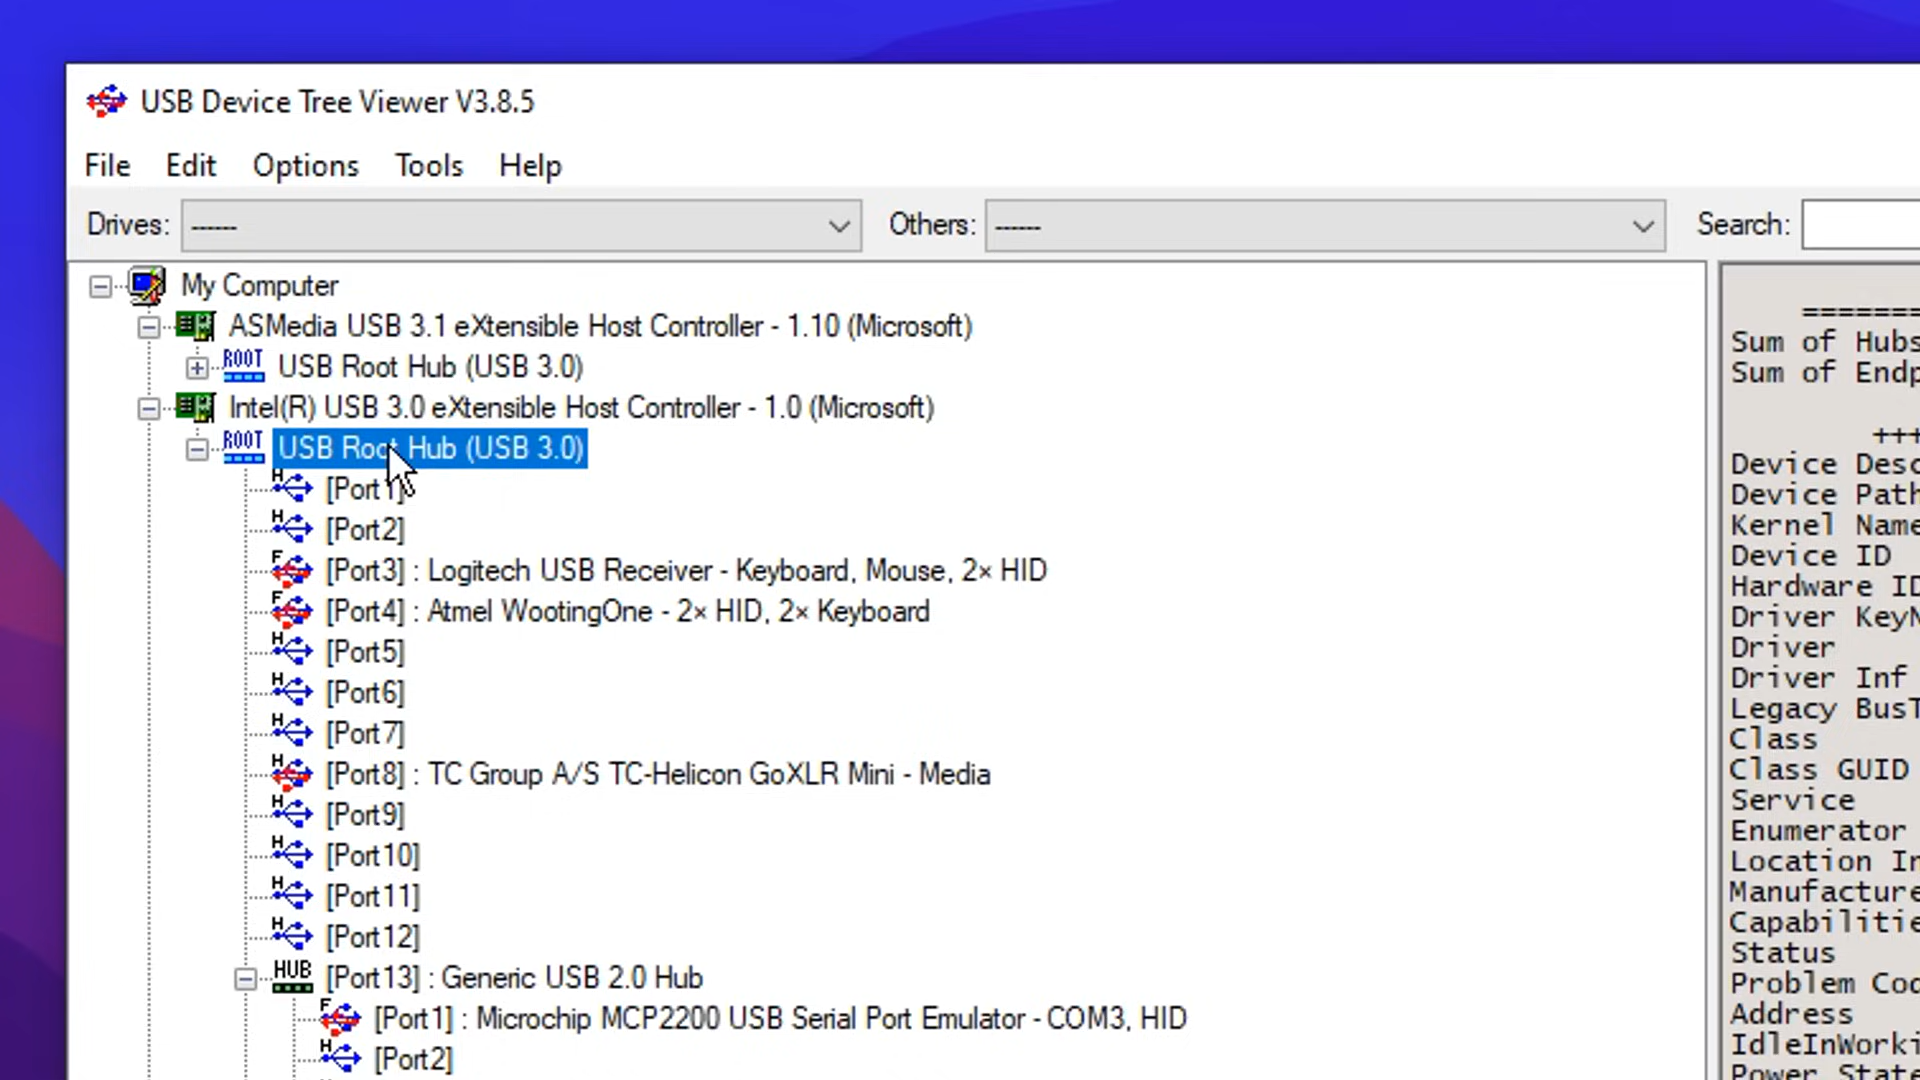 USB Device Tree Viewer V3.8.5
File Edit Options Tools Help
Drives: ------ Others: ------ Search:
My Computer
ASMedia USB 3.1 eXtensible Host Controller - 1.10 (Microsoft)
ROOT USB Root Hub (USB 3.0)
Intel(R) USB 3.0 eXtensible Host Controller - 1.0 (Microsoft)
ROOT USB Root Hub (USB 3.0)
H [Port1]
H [Port2]
F [Port3] : Logitech USB Receiver - Keyboard, Mouse, 2× HID
F [Port4] : Atmel WootingOne - 2× HID, 2× Keyboard
H [Port5]
H [Port6]
H [Port7]
H [Port8] : TC Group A/S TC-Helicon GoXLR Mini - Media
H [Port9]
H [Port10]
H [Port11]
H [Port12]
HUB [Port13] : Generic USB 2.0 Hub
F [Port1] : Microchip MCP2200 USB Serial Port Emulator - COM3, HID
H [Port2]
========
Sum of Hubs
Sum of Endp
+++
Device Desc
Device Path
Kernel Name
Device ID
Hardware ID
Driver KeyN
Driver
Driver Inf
Legacy BusT
Class
Class GUID
Service
Enumerator
Location In
Manufacture
Capabilitie
Status
Problem Cod
Address
IdleInWorki
Power State